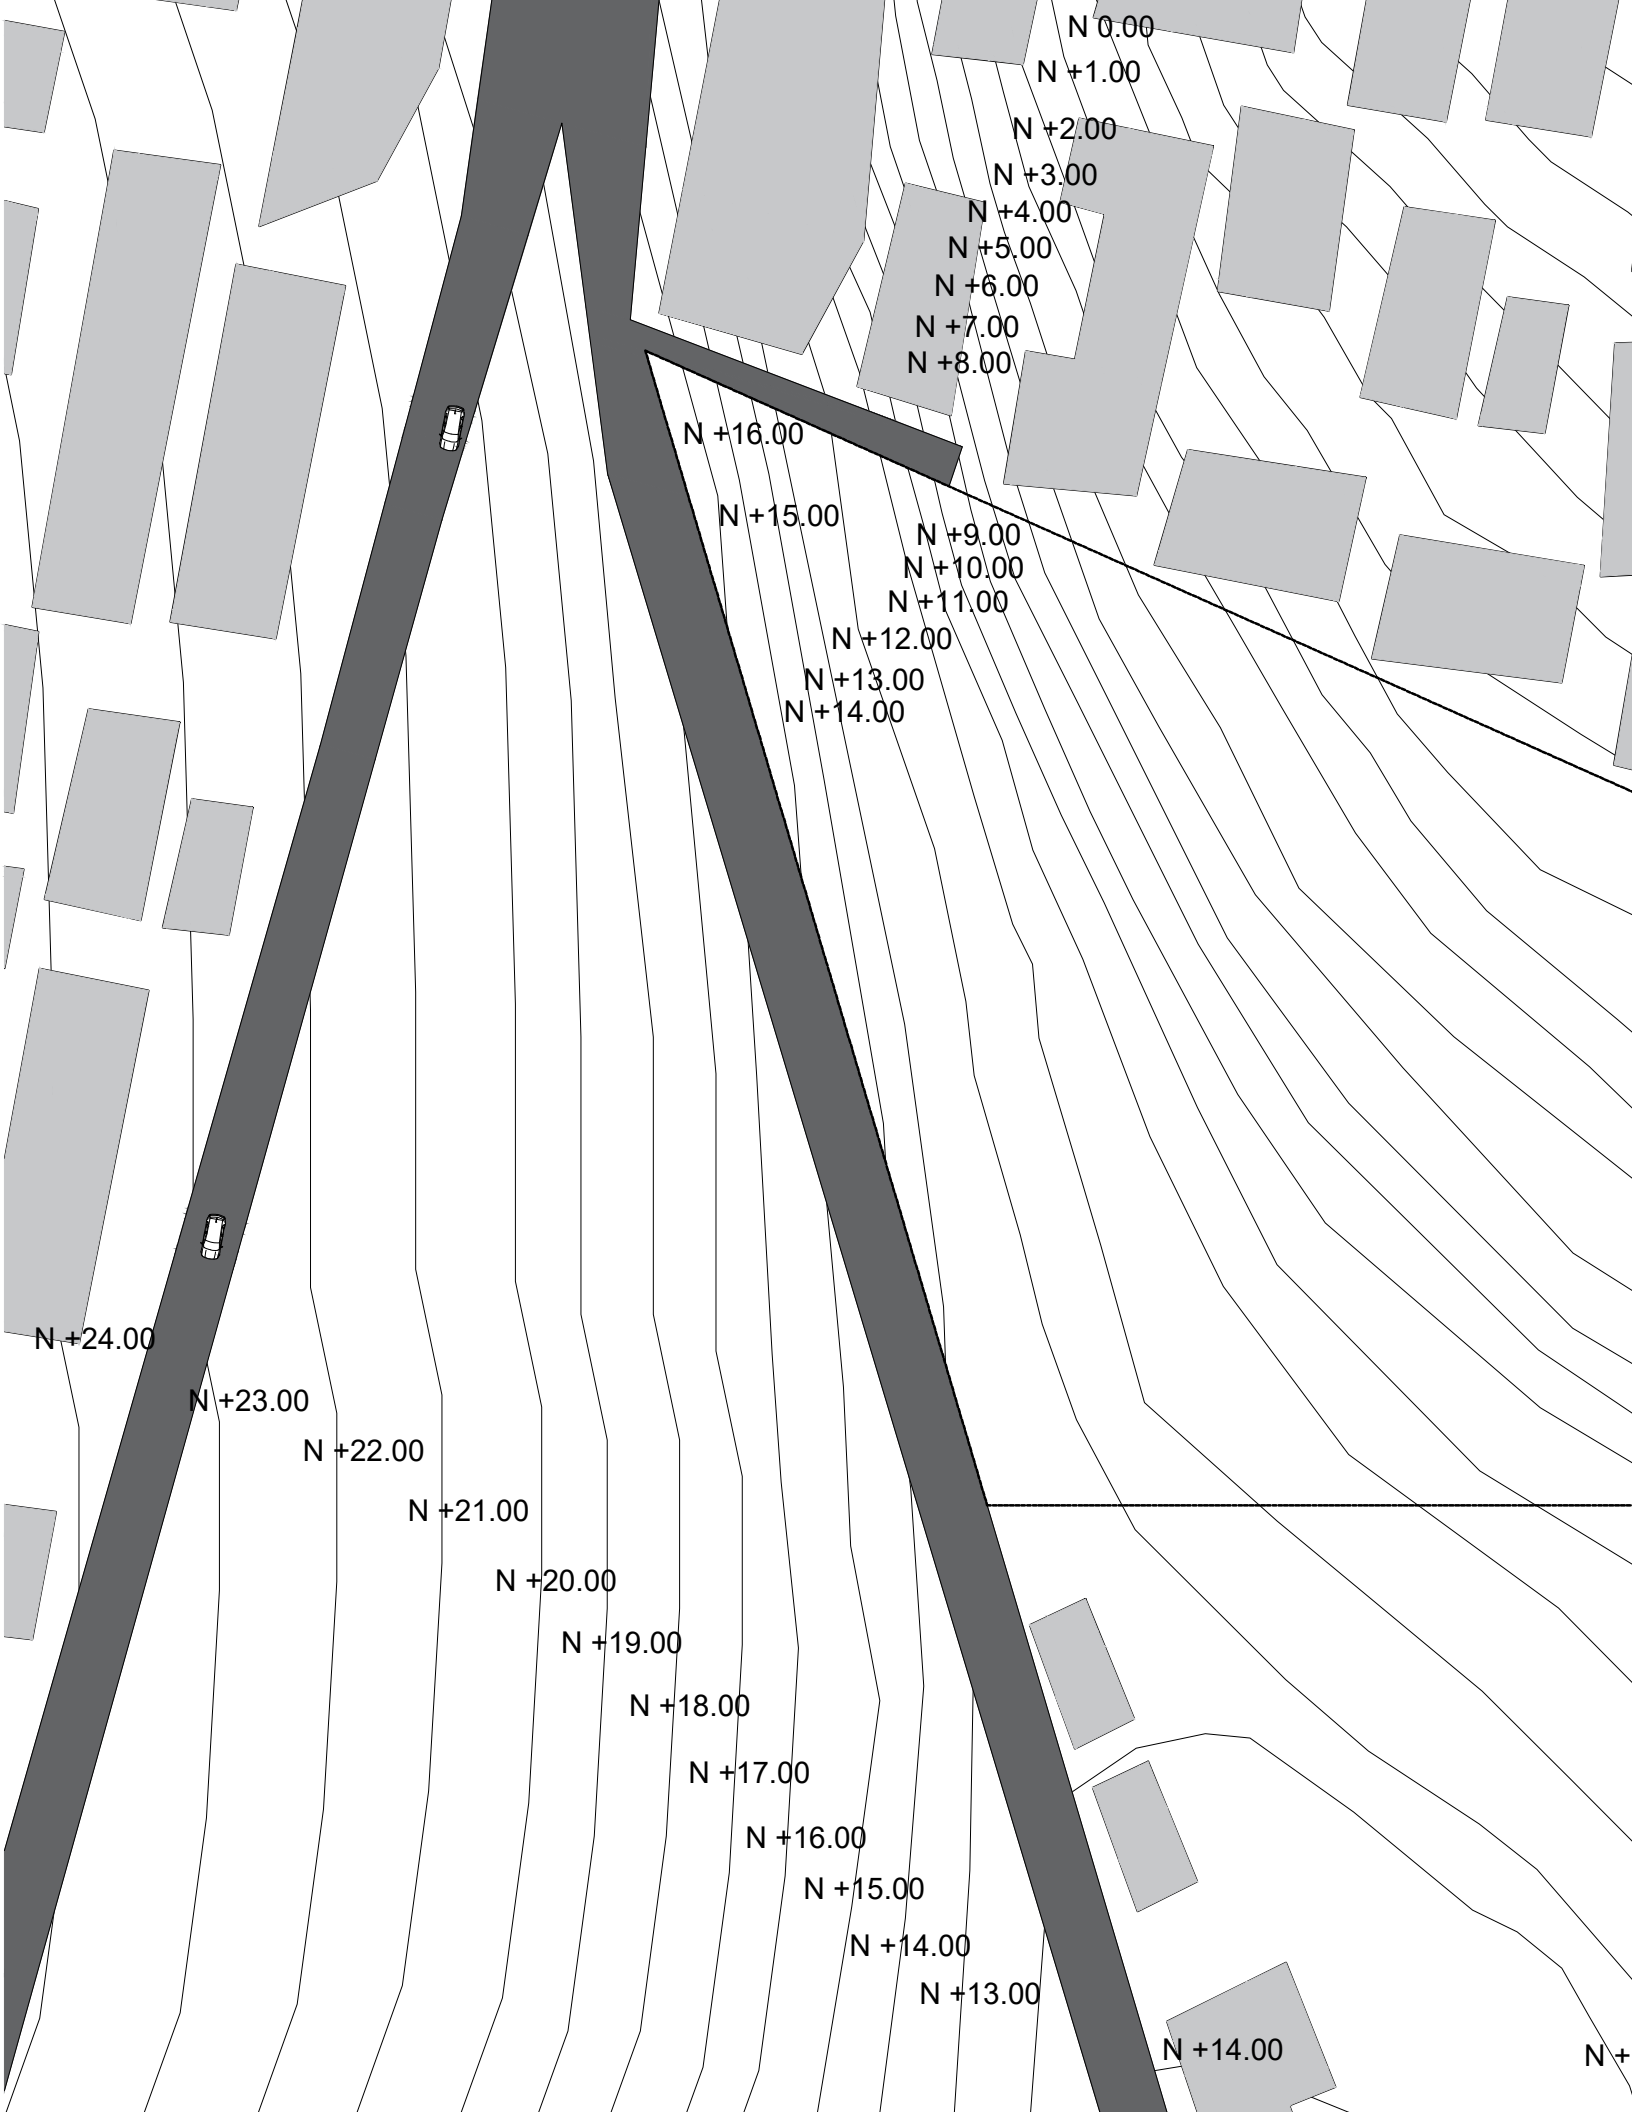 N 0.00
N +1.00
N +2.00
N +3.00
N +4.00
N +5.00
N +6.00
N +7.00
N +8.00
N +16.00
N +15.00
N +9.00
N +10.00
N +11.00
N +12.00
N +13.00
N +14.00
N +24.00
N +23.00
N +22.00
N +21.00
N +20.00
N +19.00
N +18.00
N +17.00
N +16.00
N +15.00
N +14.00
N +13.00
N +14.00
N +